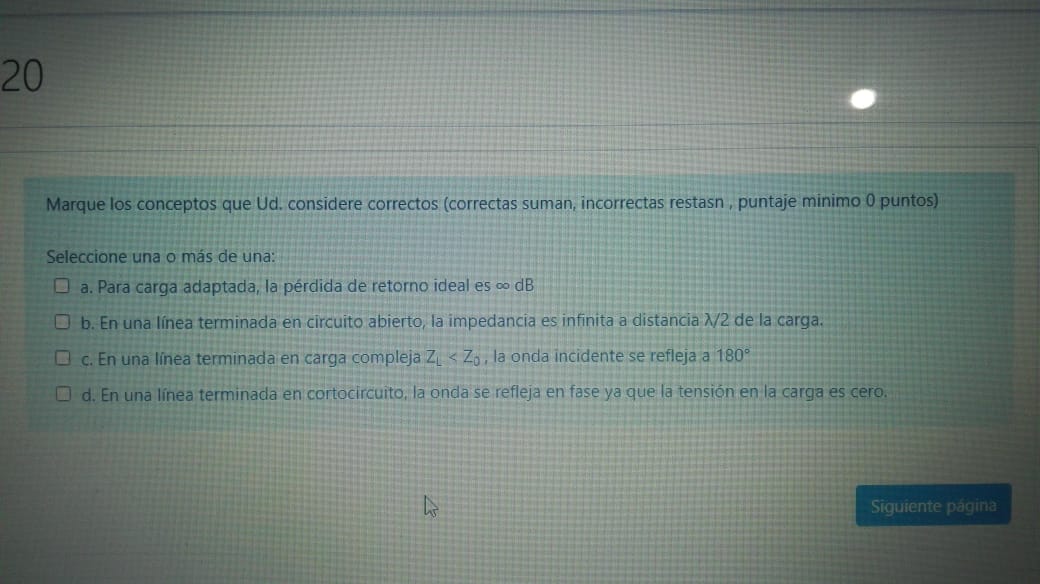 20
Marque los conceptos que Ud. considere correctos (correctas suman, incorrectas restasn , puntaje minimo 0 puntos)
Seleccione una o más de una:
a. Para carga adaptada, la pérdida de retorno ideal es ∞ dB
b. En una línea terminada en circuito abierto, la impedancia es infinita a distancia λ/2 de la carga.
c. En una línea terminada en carga compleja Z_L < Z_0 , la onda incidente se refleja a 180°
d. En una línea terminada en cortocircuito, la onda se refleja en fase ya que la tensión en la carga es cero.
Siguiente página